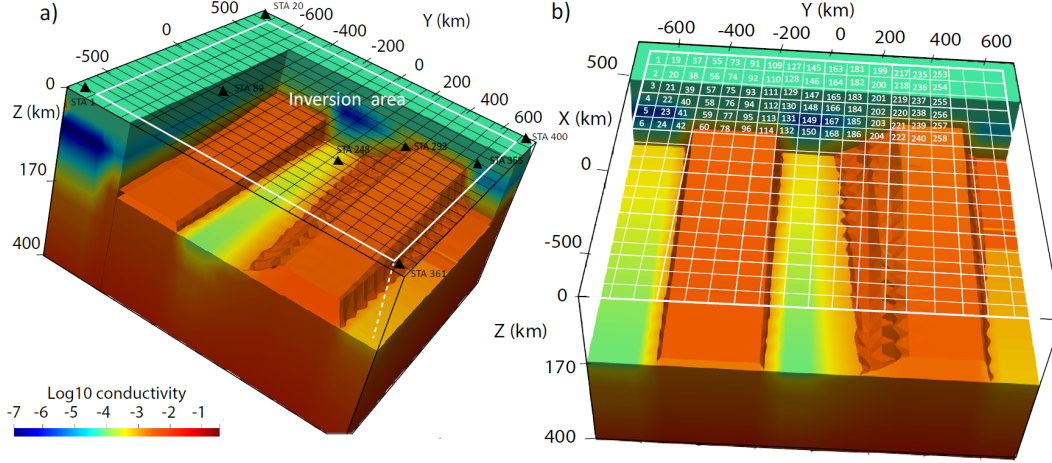 a)
STA 20
Y (km)
-600
-400
-200
0
200
400
600
500
0
-500
0
Z (km)
170
400
STA 1
STA 89
Inversion area
STA 248
STA 293
STA 400
STA 355
STA 361
Log10 conductivity
-7 -6 -5 -4 -3 -2 -1
b)
Y (km)
-600 -400 -200 0 200 400 600
500
X (km)
0
-500
0
Z (km)
170
400
1 19 37 55 73 91 109 127 145 163 181 199 217 235 253
2 20 38 56 74 92 110 128 146 164 182 200 218 236 254
3 21 39 57 75 93 111 129 147 165 183 201 219 237 255
4 22 40 58 76 94 112 130 148 166 184 202 220 238 256
5 23 41 59 77 95 113 131 149 167 185 203 221 239 257
6 24 42 60 78 96 114 132 150 168 186 204 222 240 258